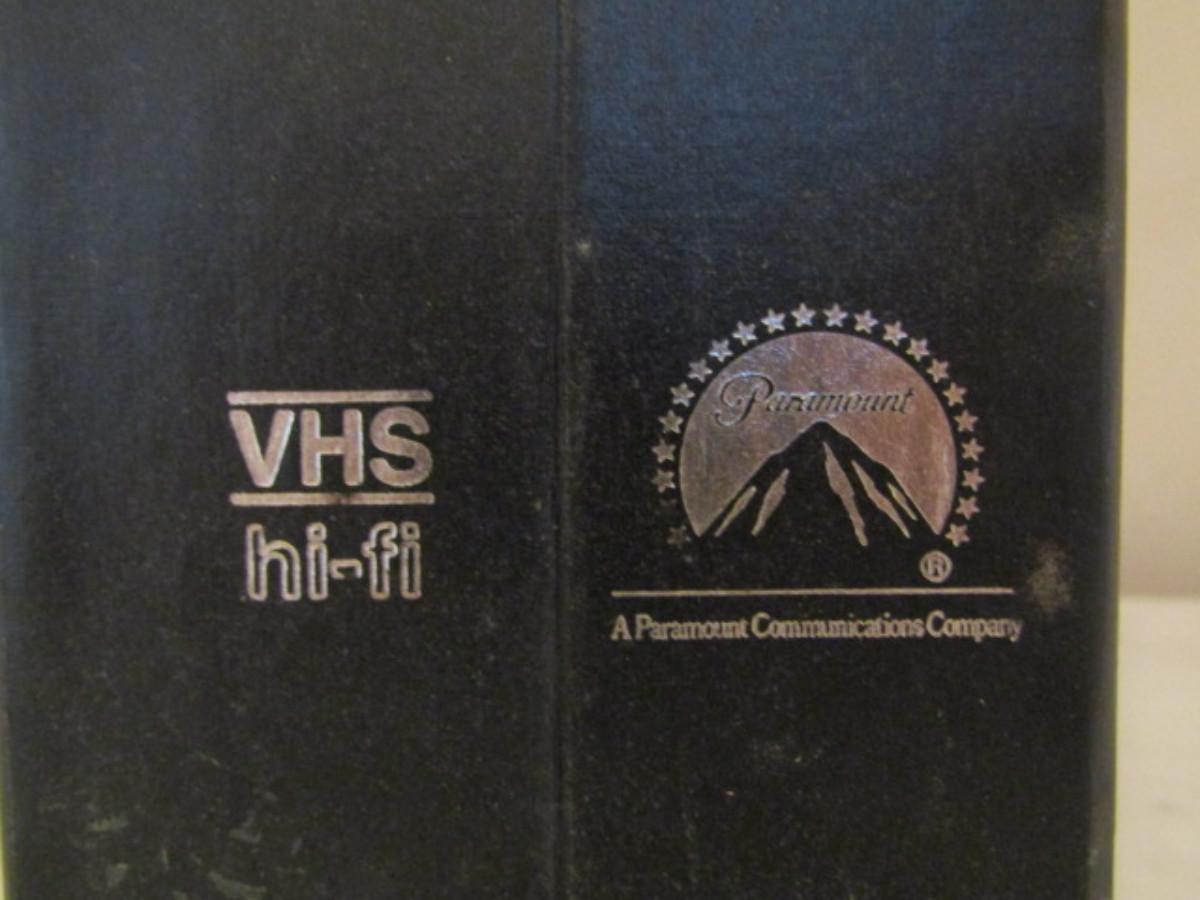 VHS
hi-fi
Paramount
®
A Paramount Communications Company